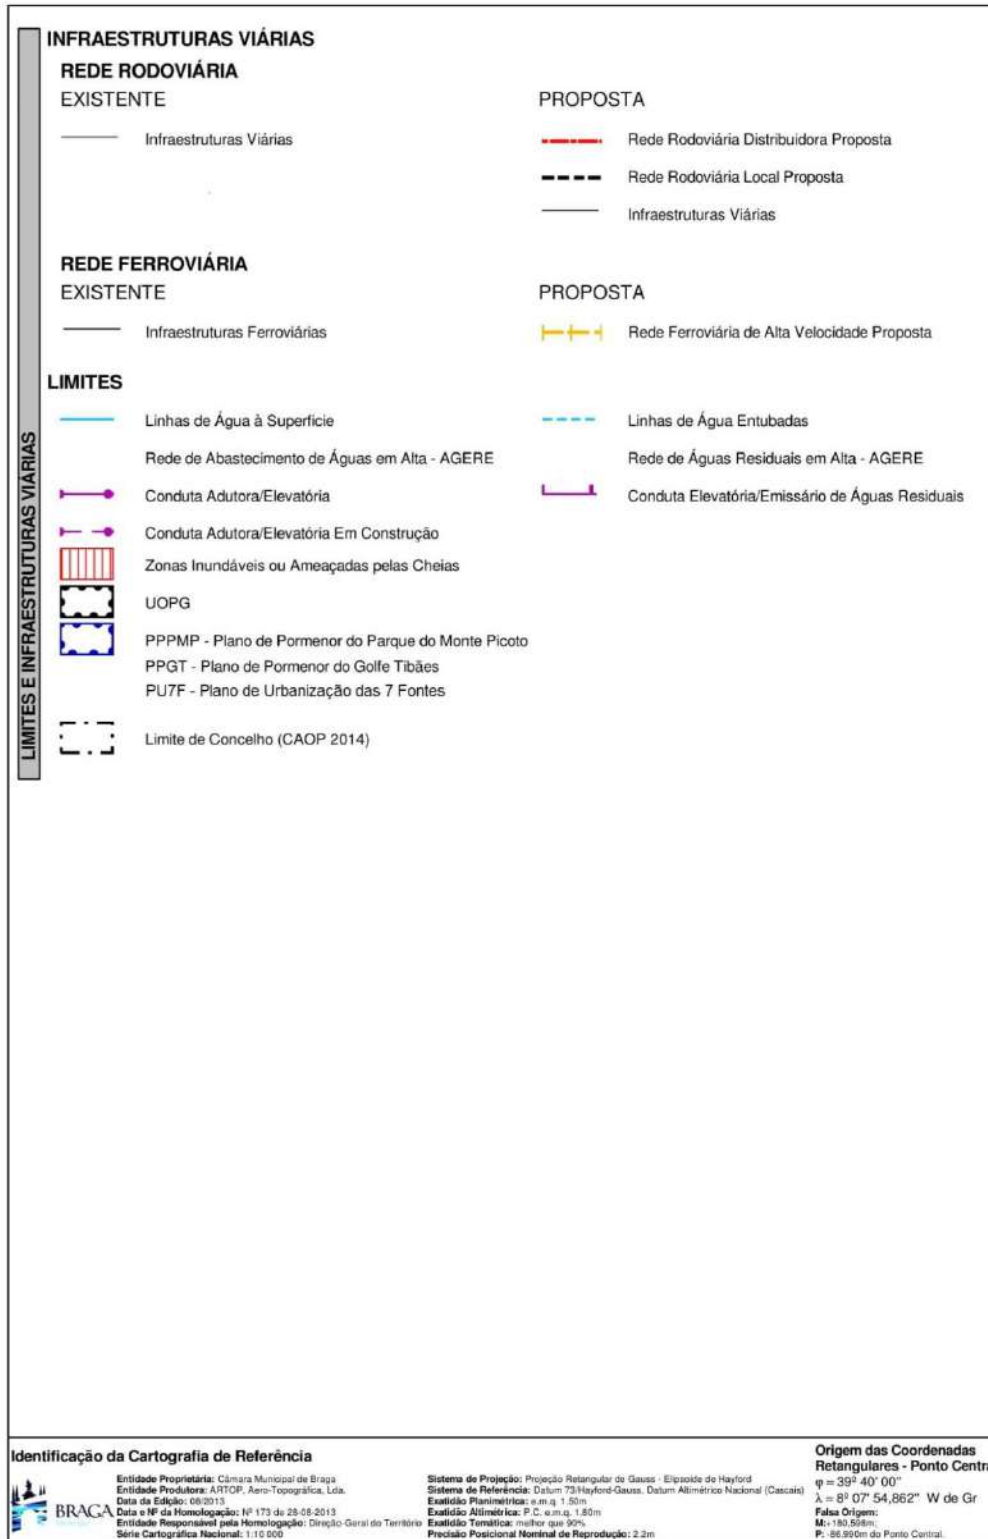 LIMITES E INFRAESTRUTURAS VIÁRIAS
INFRAESTRUTURAS VIÁRIAS
REDE RODOVIÁRIA
EXISTENTE
Infraestruturas Viárias
PROPOSTA
Rede Rodoviária Distribuidora Proposta
Rede Rodoviária Local Proposta
Infraestruturas Viárias
REDE FERROVIÁRIA
EXISTENTE
Infraestruturas Ferroviárias
PROPOSTA
Rede Ferroviária de Alta Velocidade Proposta
LIMITES
Linhas de Água à Superfície
Linhas de Água Entubadas
Rede de Abastecimento de Águas em Alta - AGERE
Rede de Águas Residuais em Alta - AGERE
Conduta Adutora/Elevatória
Conduta Elevatória/Emissário de Águas Residuais
Conduta Adutora/Elevatória Em Construção
Zonas Inundáveis ou Ameaçadas pelas Cheias
UOPG
PPPMP - Plano de Pormenor do Parque do Monte Picoto
PPGT - Plano de Pormenor do Golfe Tibães
PU7F - Plano de Urbanização das 7 Fontes
Limite de Concelho (CAOP 2014)
Identificação da Cartografia de Referência
BRAGA
Entidade Proprietária: Câmara Municipal de Braga
Entidade Produtora: ARTOP, Aero-Topográfica, Lda.
Data da Edição: 08/2013
Data e Nº da Homologação: Nº 173 de 28-08-2013
Entidade Responsável pela Homologação: Direção-Geral do Território
Série Cartográfica Nacional: 1:10 000
Sistema de Projeção: Projeção Retangular de Gauss - Elipsoide de Hayford
Sistema de Referência: Datum 73/Hayford-Gauss, Datum Altimétrico Nacional (Cascais)
Exatidão Planimétrica: e.m.q. 1.50m
Exatidão Altimétrica: P.C. e.m.q. 1.80m
Exatidão Temática: melhor que 90%
Precisão Posicional Nominal de Reprodução: 2.2m
Origem das Coordenadas
Retangulares - Ponto Centra
φ = 39º 40' 00"
λ = 8º 07' 54,862" W de Gr
Falsa Origem:
M:+180,598m;
P: -86,990m do Ponto Central.